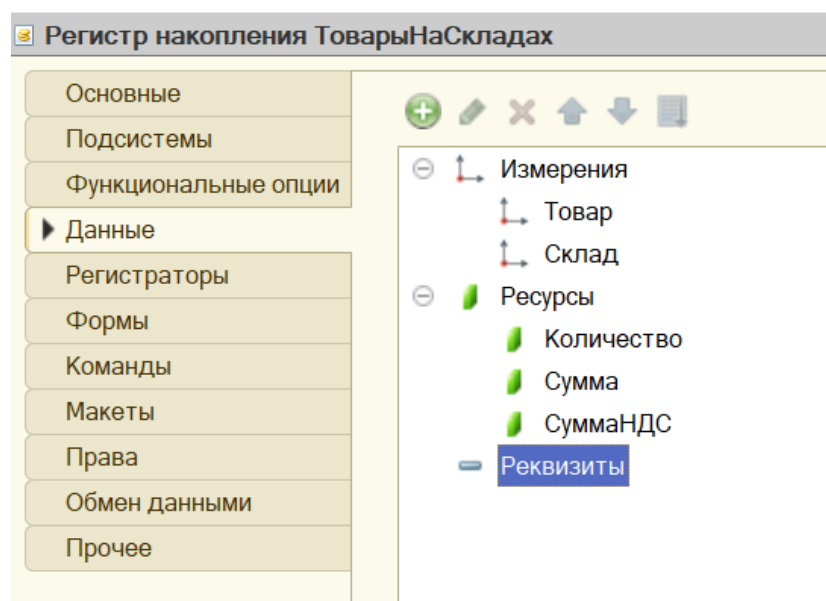 Регистр накопления ТоварыНаСкладах
Основные
Подсистемы
Функциональные опции
Данные
Регистраторы
Формы
Команды
Макеты
Права
Обмен данными
Прочее
Измерения
Товар
Склад
Ресурсы
Количество
Сумма
СуммаНДС
Реквизиты